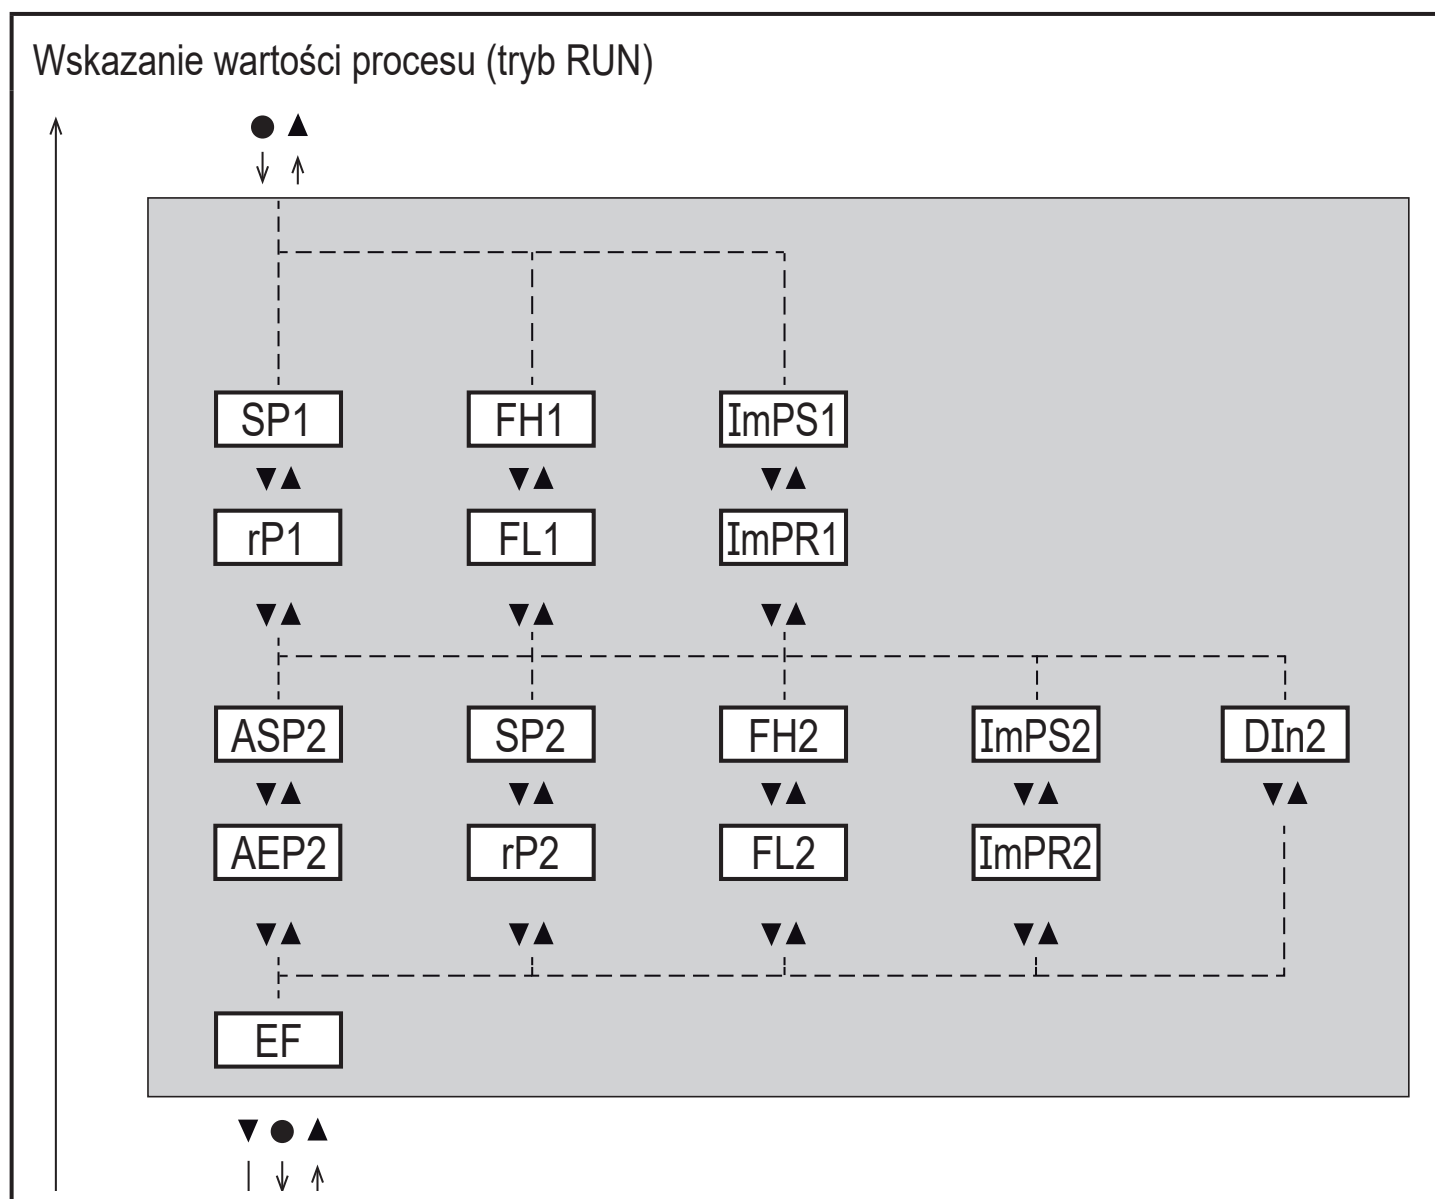 Wskazanie wartości procesu (tryb RUN)
SP1 FH1 ImPS1
rP1 FL1 ImPR1
ASP2 SP2 FH2 ImPS2 DIn2
AEP2 rP2 FL2 ImPR2
EF